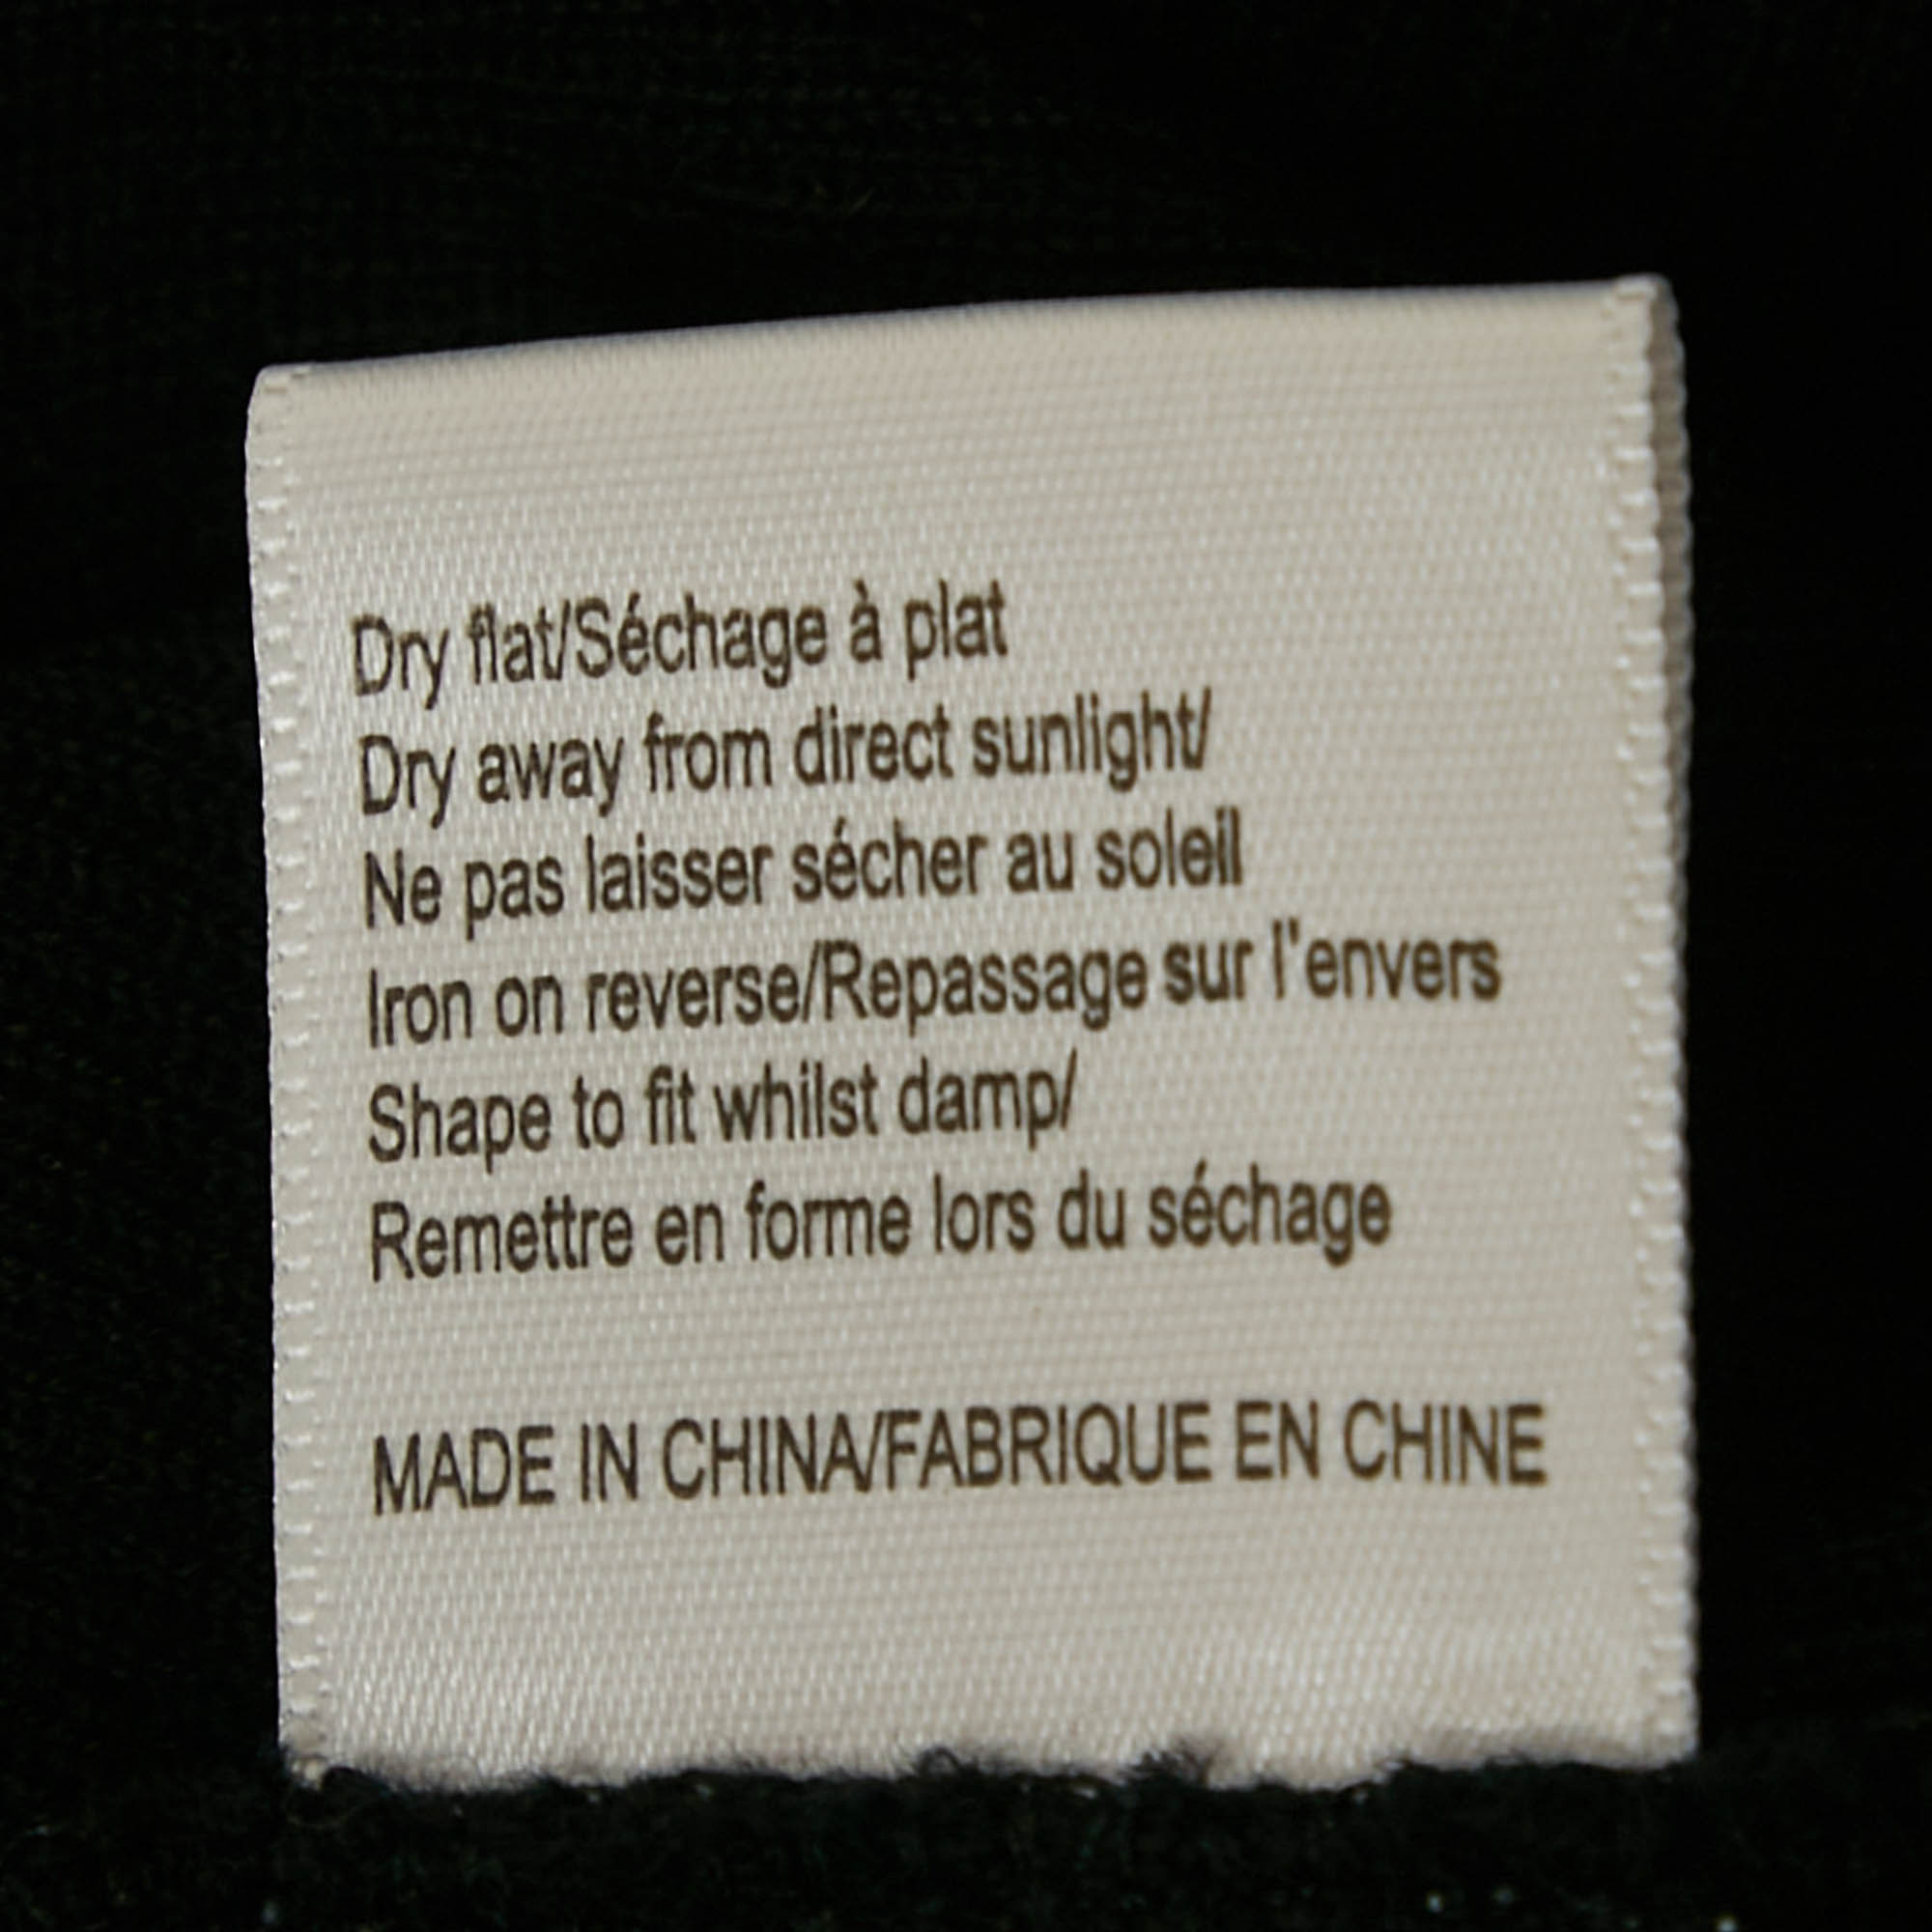 Dry flat/Séchage à plat
Dry away from direct sunlight/
Ne pas laisser sécher au soleil
Iron on reverse/Repassage sur l'envers
Shape to fit whilst damp/
Remettre en forme lors du séchage
MADE IN CHINA/FABRIQUE EN CHINE